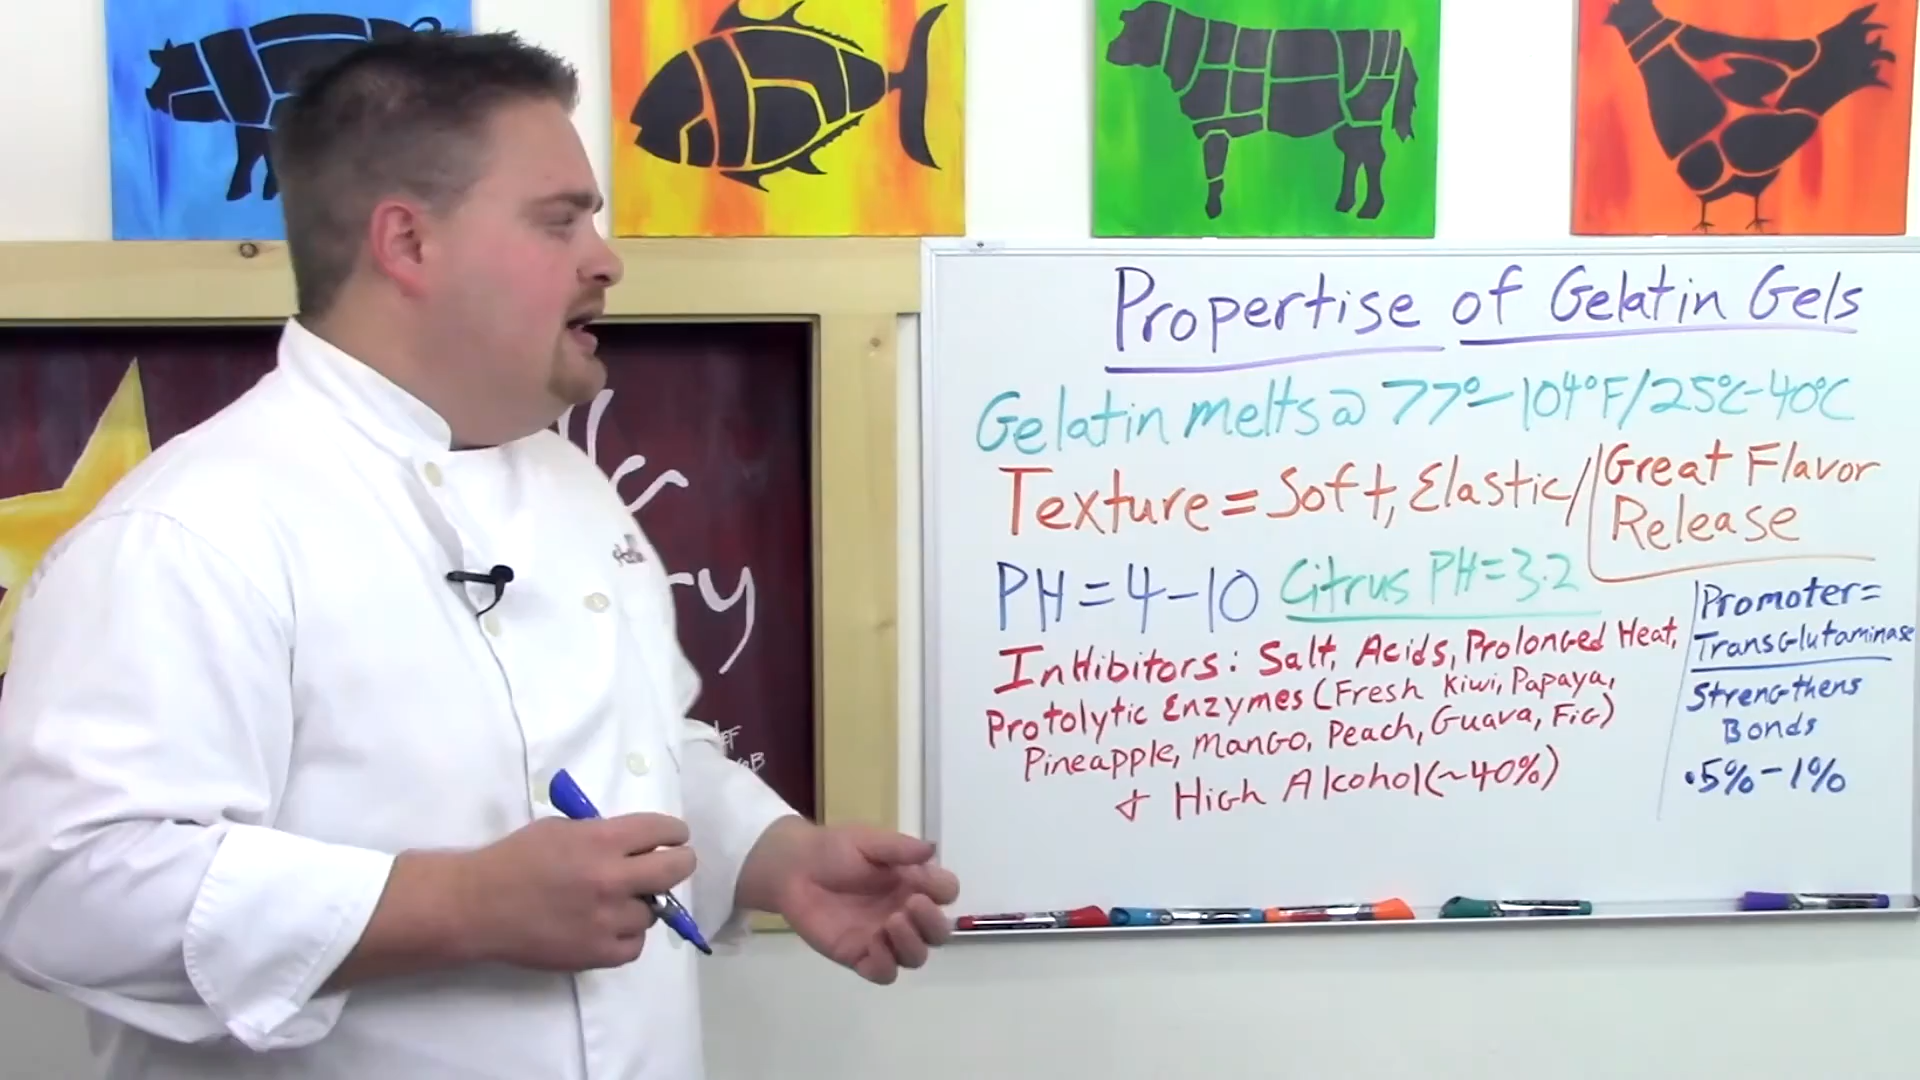 Propertise of Gelatin Gels
Gelatin melts @ 77°-104°F/25°C-40°C
Texture = Soft, Elastic/
Great Flavor
Release
PH = 4-10
Citrus PH = 3.2
InHibitors: Salt, Acids, Prolonged Heat,
Protolytic Enzymes (Fresh Kiwi, Papaya,
Pineapple, Mango, Peach, Guava, Fig)
+ High Alcohol (~40%)
Promoter =
TransGlutaminase
Strengthens
Bonds
.5%-1%